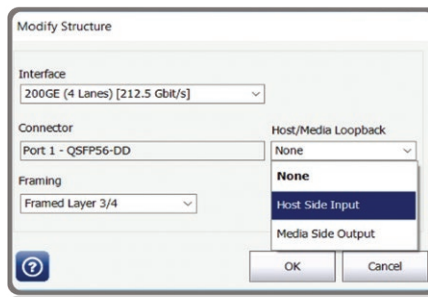 Modify Structure
Interface
200GE (4 Lanes) [212.5 Gbit/s]
Connector
Host/Media Loopback
Port 1 - QSFP56-DD
None
Framing
None
Framed Layer 3/4
Host Side Input
Media Side Output
?
OK
Cancel